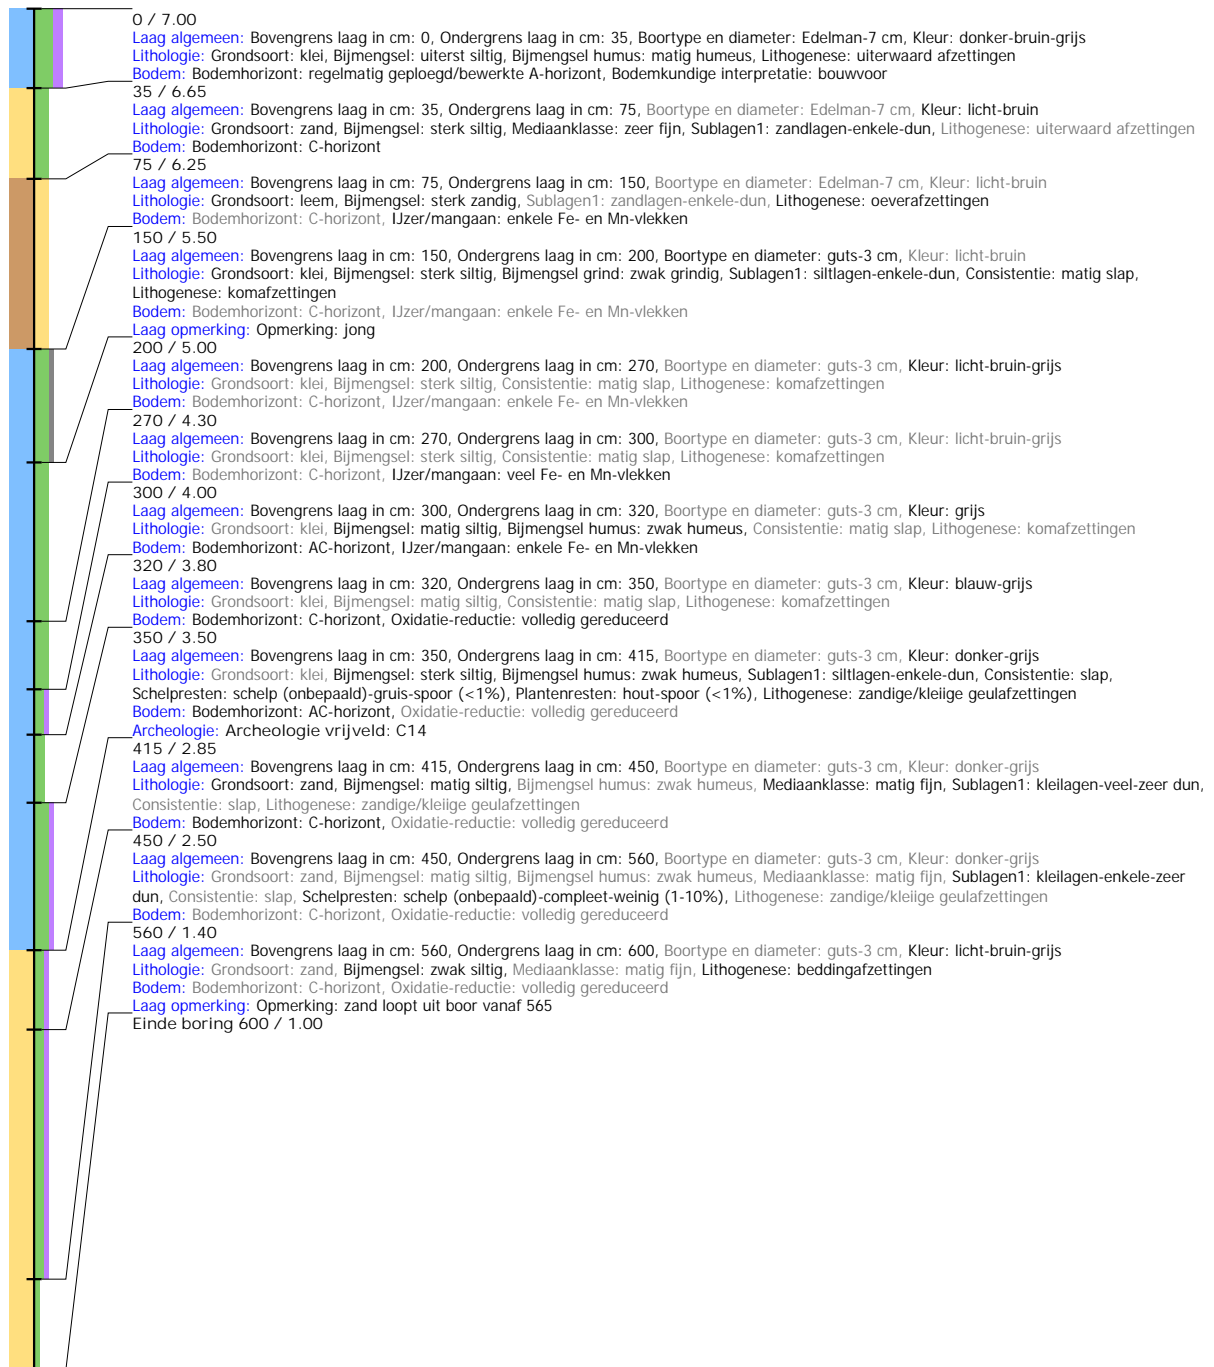 0 / 7.00
Laag algemeen: Bovengrens laag in cm: 0, Ondergrens laag in cm: 35, Boortype en diameter: Edelman-7 cm, Kleur: donker-bruin-grijs
Lithologie: Grondsoort: klei, Bijmengsel: uiterst siltig, Bijmengsel humus: matig humeus, Lithogenese: uiterwaard afzettingen
Bodem: Bodemhorizont: regelmatig geploegd/bewerkte A-horizont, Bodemkundige interpretatie: bouwvoor
35 / 6.65
Laag algemeen: Bovengrens laag in cm: 35, Ondergrens laag in cm: 75, Boortype en diameter: Edelman-7 cm, Kleur: licht-bruin
Lithologie: Grondsoort: zand, Bijmengsel: sterk siltig, Mediaanklasse: zeer fijn, Sublagen1: zandlagen-enkele-dun, Lithogenese: uiterwaard afzettingen
Bodem: Bodemhorizont: C-horizont
75 / 6.25
Laag algemeen: Bovengrens laag in cm: 75, Ondergrens laag in cm: 150, Boortype en diameter: Edelman-7 cm, Kleur: licht-bruin
Lithologie: Grondsoort: leem, Bijmengsel: sterk zandig, Sublagen1: zandlagen-enkele-dun, Lithogenese: oeverafzettingen
Bodem: Bodemhorizont: C-horizont, IJzer/mangaan: enkele Fe- en Mn-vlekken
150 / 5.50
Laag algemeen: Bovengrens laag in cm: 150, Ondergrens laag in cm: 200, Boortype en diameter: guts-3 cm, Kleur: licht-bruin
Lithologie: Grondsoort: klei, Bijmengsel: sterk siltig, Bijmengsel grind: zwak grindig, Sublagen1: siltlagen-enkele-dun, Consistentie: matig slap,
Lithogenese: komafzettingen
Bodem: Bodemhorizont: C-horizont, IJzer/mangaan: enkele Fe- en Mn-vlekken
Laag opmerking: Opmerking: jong
200 / 5.00
Laag algemeen: Bovengrens laag in cm: 200, Ondergrens laag in cm: 270, Boortype en diameter: guts-3 cm, Kleur: licht-bruin-grijs
Lithologie: Grondsoort: klei, Bijmengsel: sterk siltig, Consistentie: matig slap, Lithogenese: komafzettingen
Bodem: Bodemhorizont: C-horizont, IJzer/mangaan: enkele Fe- en Mn-vlekken
270 / 4.30
Laag algemeen: Bovengrens laag in cm: 270, Ondergrens laag in cm: 300, Boortype en diameter: guts-3 cm, Kleur: licht-bruin-grijs
Lithologie: Grondsoort: klei, Bijmengsel: sterk siltig, Consistentie: matig slap, Lithogenese: komafzettingen
Bodem: Bodemhorizont: C-horizont, IJzer/mangaan: veel Fe- en Mn-vlekken
300 / 4.00
Laag algemeen: Bovengrens laag in cm: 300, Ondergrens laag in cm: 320, Boortype en diameter: guts-3 cm, Kleur: grijs
Lithologie: Grondsoort: klei, Bijmengsel: matig siltig, Bijmengsel humus: zwak humeus, Consistentie: matig slap, Lithogenese: komafzettingen
Bodem: Bodemhorizont: AC-horizont, IJzer/mangaan: enkele Fe- en Mn-vlekken
320 / 3.80
Laag algemeen: Bovengrens laag in cm: 320, Ondergrens laag in cm: 350, Boortype en diameter: guts-3 cm, Kleur: blauw-grijs
Lithologie: Grondsoort: klei, Bijmengsel: matig siltig, Consistentie: matig slap, Lithogenese: komafzettingen
Bodem: Bodemhorizont: C-horizont, Oxidatie-reductie: volledig gereduceerd
350 / 3.50
Laag algemeen: Bovengrens laag in cm: 350, Ondergrens laag in cm: 415, Boortype en diameter: guts-3 cm, Kleur: donker-grijs
Lithologie: Grondsoort: klei, Bijmengsel: sterk siltig, Bijmengsel humus: zwak humeus, Sublagen1: siltlagen-enkele-dun, Consistentie: slap,
Schelpresten: schelp (onbepaald)-gruis-spoor (<1%), Plantenresten: hout-spoor (<1%), Lithogenese: zandige/kleiige geulafzettingen
Bodem: Bodemhorizont: AC-horizont, Oxidatie-reductie: volledig gereduceerd
Archeologie: Archeologie vrijveld: C14
415 / 2.85
Laag algemeen: Bovengrens laag in cm: 415, Ondergrens laag in cm: 450, Boortype en diameter: guts-3 cm, Kleur: donker-grijs
Lithologie: Grondsoort: zand, Bijmengsel: matig siltig, Bijmengsel humus: zwak humeus, Mediaanklasse: matig fijn, Sublagen1: kleilagen-veel-zeer dun,
Consistentie: slap, Lithogenese: zandige/kleiige geulafzettingen
Bodem: Bodemhorizont: C-horizont, Oxidatie-reductie: volledig gereduceerd
450 / 2.50
Laag algemeen: Bovengrens laag in cm: 450, Ondergrens laag in cm: 560, Boortype en diameter: guts-3 cm, Kleur: donker-grijs
Lithologie: Grondsoort: zand, Bijmengsel: matig siltig, Bijmengsel humus: zwak humeus, Mediaanklasse: matig fijn, Sublagen1: kleilagen-enkele-zeer
dun, Consistentie: slap, Schelpresten: schelp (onbepaald)-compleet-weinig (1-10%), Lithogenese: zandige/kleiige geulafzettingen
Bodem: Bodemhorizont: C-horizont, Oxidatie-reductie: volledig gereduceerd
560 / 1.40
Laag algemeen: Bovengrens laag in cm: 560, Ondergrens laag in cm: 600, Boortype en diameter: guts-3 cm, Kleur: licht-bruin-grijs
Lithologie: Grondsoort: zand, Bijmengsel: zwak siltig, Mediaanklasse: matig fijn, Lithogenese: beddingafzettingen
Bodem: Bodemhorizont: C-horizont, Oxidatie-reductie: volledig gereduceerd
Laag opmerking: Opmerking: zand loopt uit boor vanaf 565
Einde boring 600 / 1.00